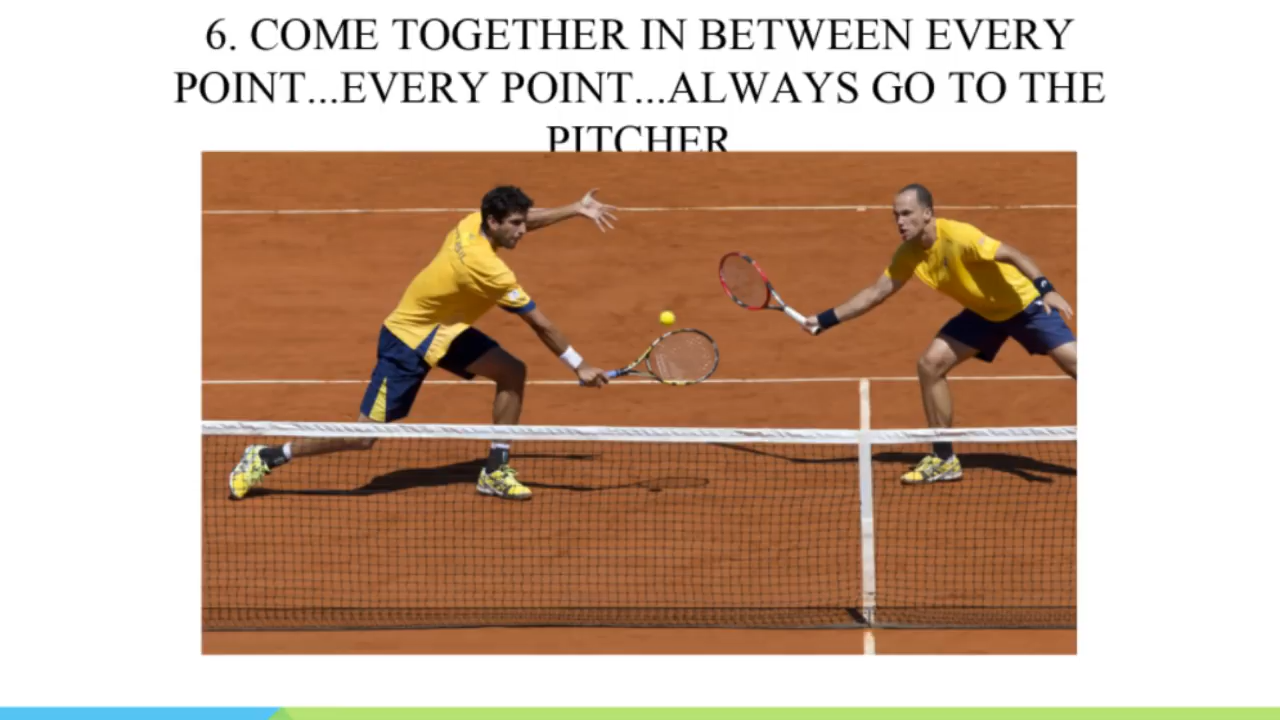 6. COME TOGETHER IN BETWEEN EVERY
POINT...EVERY POINT...ALWAYS GO TO THE
PITCHER